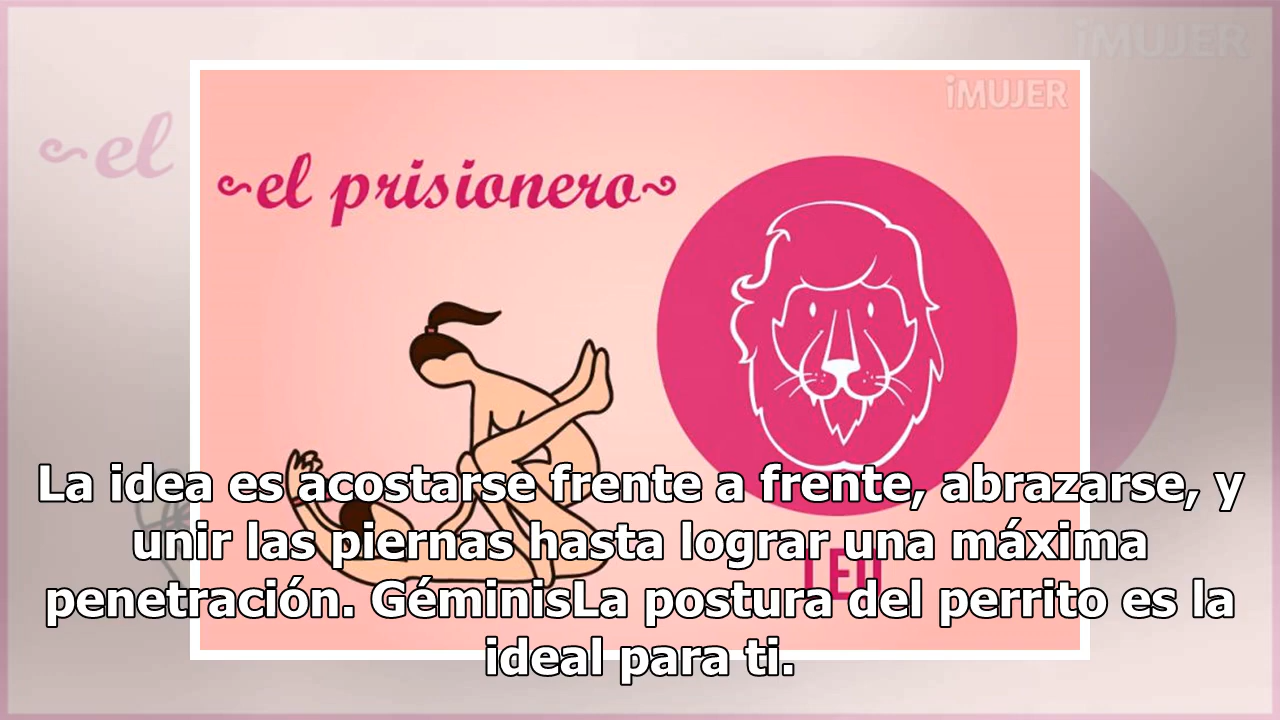 iMUJER
iMUJER
~el
~el prisionero~
La idea es acostarse frente a frente, abrazarse, y
unir las piernas hasta lograr una máxima
penetración. GéminisLa postura del perrito es la
ideal para ti.
LEO